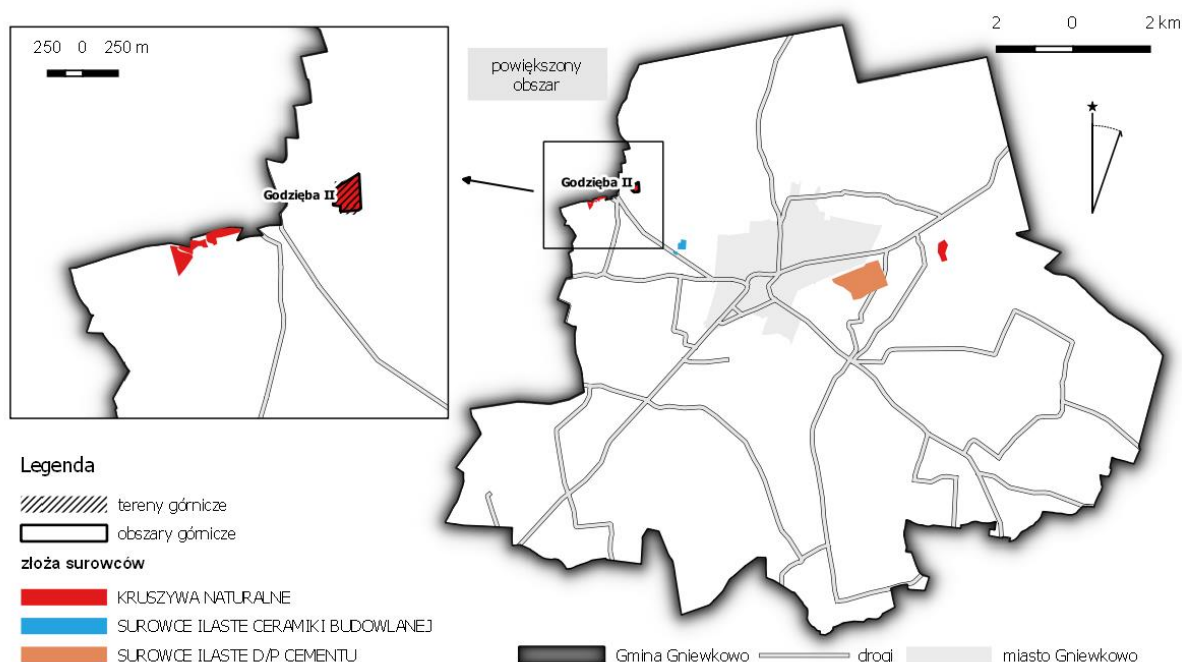 250 0 250 m
powiększony
obszar
2 0 2 km
Godzięba II
Godzięba II
Legenda
tereny górnicze
obszary górnicze
złoża surowców
KRUSZYWA NATURALNE
SUROWCE ILASTE CERAMIKI BUDOWLANEJ
SUROWCE ILASTE D/P CEMENTU
Gmina Gniewkowo drogi miasto Gniewkowo